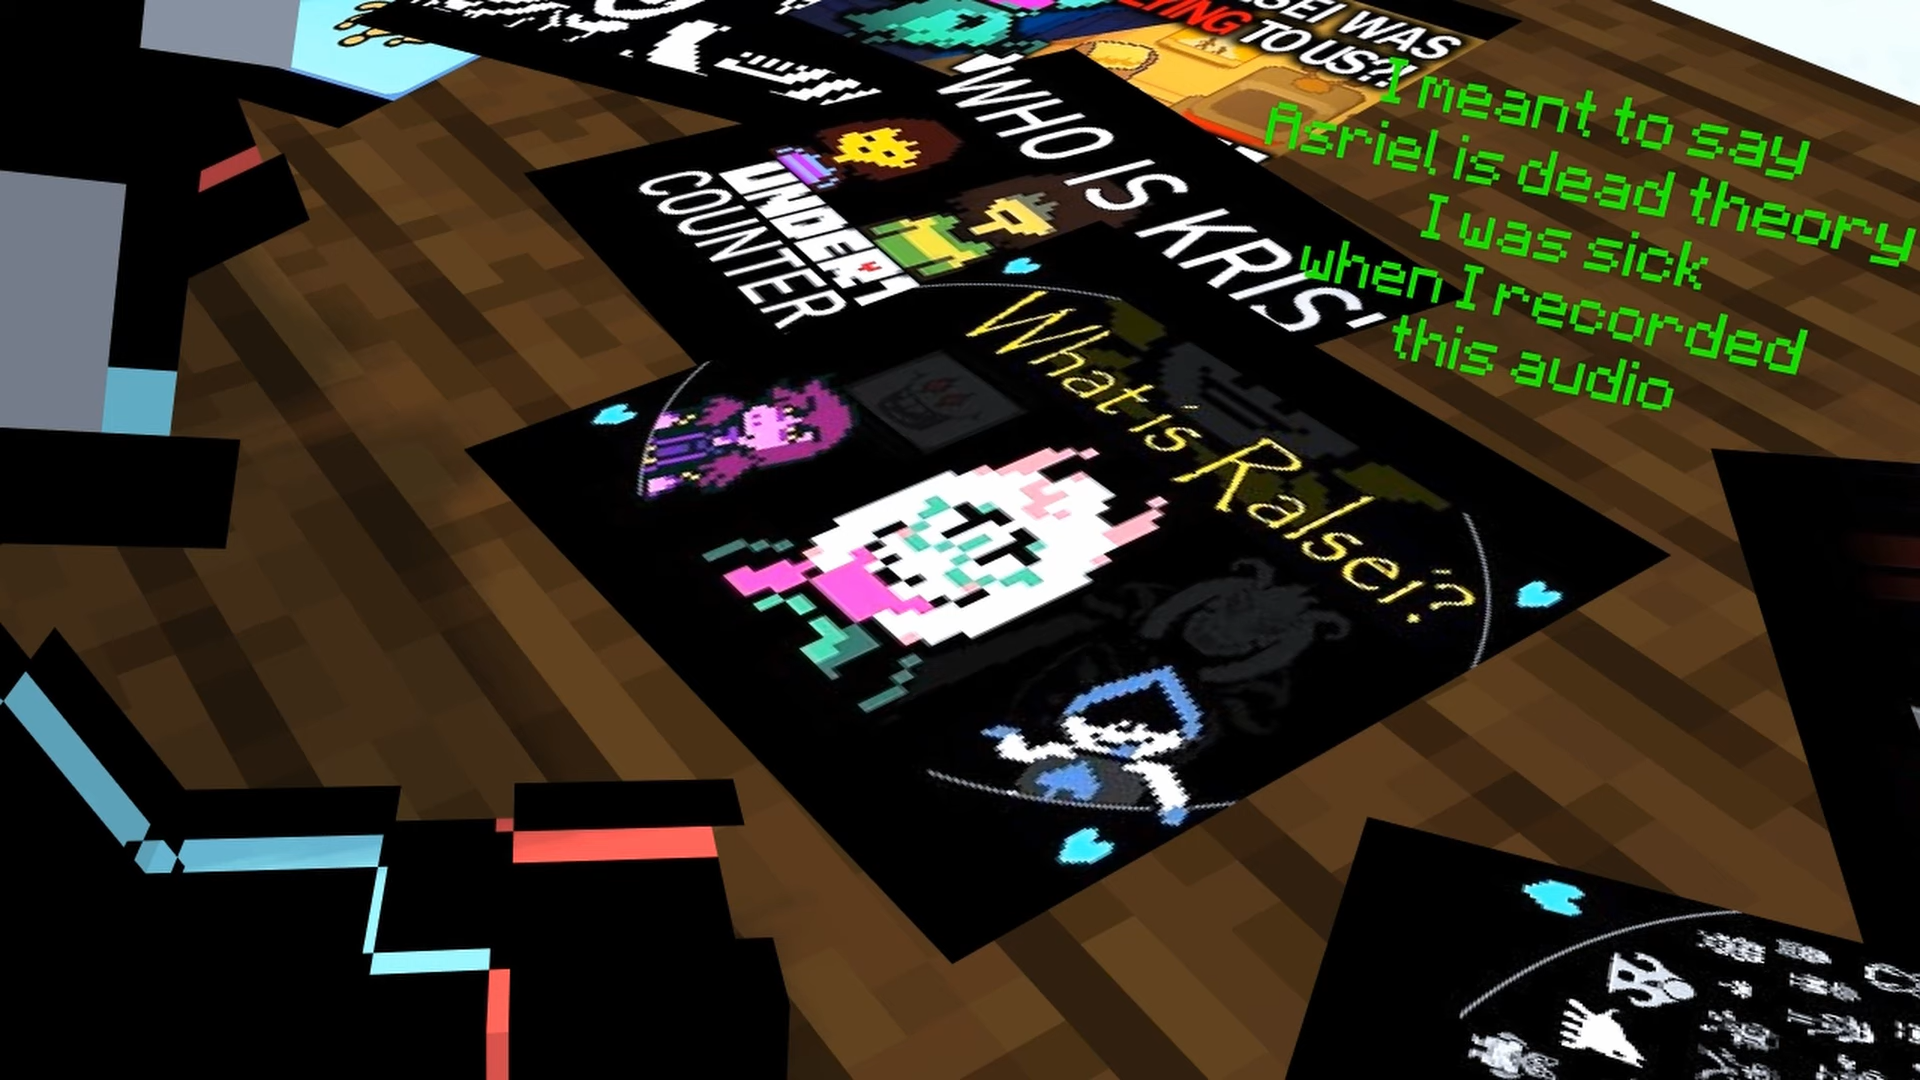 SEI WAS
LYING TO US?!
I meant to say
Asriel is dead theory
I was sick
when I recorded
this audio
WHO IS KRIS'
COUNTER
What is Ralsei?